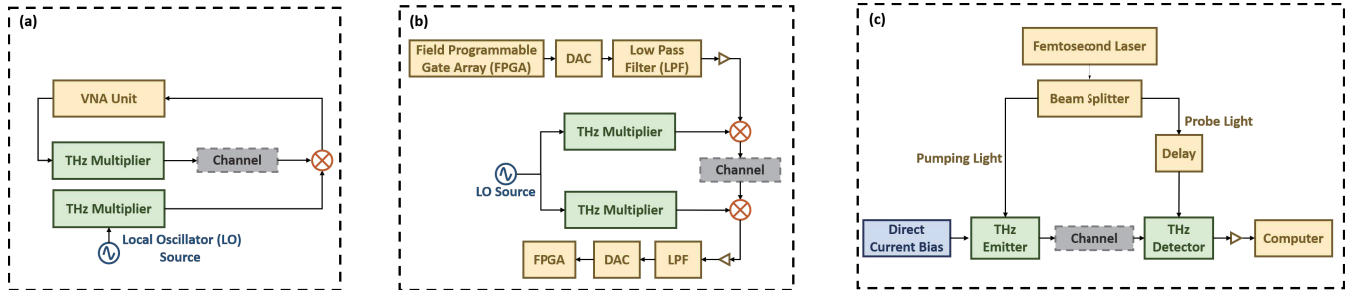 (a)
VNA Unit
THz Multiplier
Channel
THz Multiplier
Local Oscillator (LO)
Source
(b)
Field Programmable
Gate Array (FPGA)
DAC
Low Pass
Filter (LPF)
THz Multiplier
Channel
LO Source
THz Multiplier
FPGA
DAC
LPF
(c)
Femtosecond Laser
Beam Splitter
Probe Light
Pumping Light
Delay
Direct
Current Bias
THz
Emitter
Channel
THz
Detector
Computer